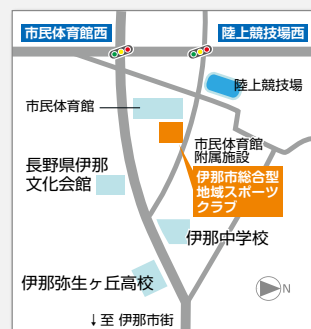 市民体育館西
陸上競技場西
陸上競技場
市民体育館
市民体育館
附属施設
長野県伊那
文化会館
伊那市総合型
地域スポーツ
クラブ
伊那中学校
伊那弥生ヶ丘高校
N
↓至 伊那市街